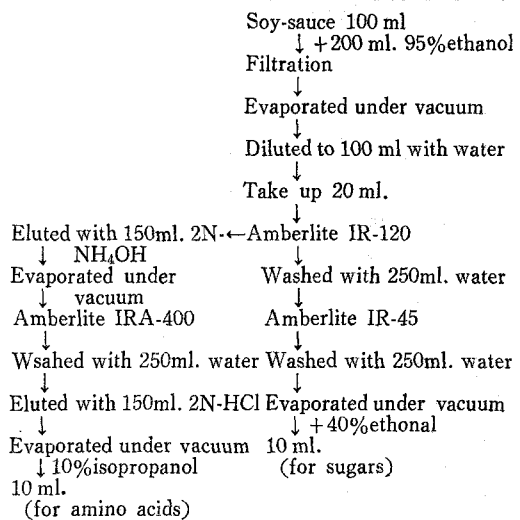 Soy-sauce 100 ml
↓ +200 ml. 95%ethanol
Filtration
↓
Evaporated under vacuum
↓
Diluted to 100 ml with water
↓
Take up 20 ml.
↓
Eluted with 150ml. 2N-←Amberlite IR-120
↓ NH₄OH ↓
Evaporated under Washed with 250ml. water
↓ vacuum ↓
Amberlite IRA-400 Amberlite IR-45
↓ ↓
Wsahed with 250ml. water Washed with 250ml. water
↓ ↓
Eluted with 150ml. 2N-HCl Evaporated under vacuum
↓ ↓ +40%ethonal
Evaporated under vacuum 10 ml.
↓ 10%isopropanol (for sugars)
10 ml.
(for amino acids)